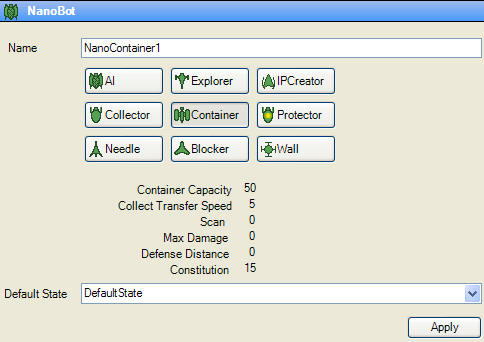 NanoBot
Name NanoContainer1
AI Explorer IPCreator
Collector Container Protector
Needle Blocker Wall
Container Capacity 50
Collect Transfer Speed 5
Scan 0
Max Damage 0
Defense Distance 0
Constitution 15
Default State DefaultState
Apply